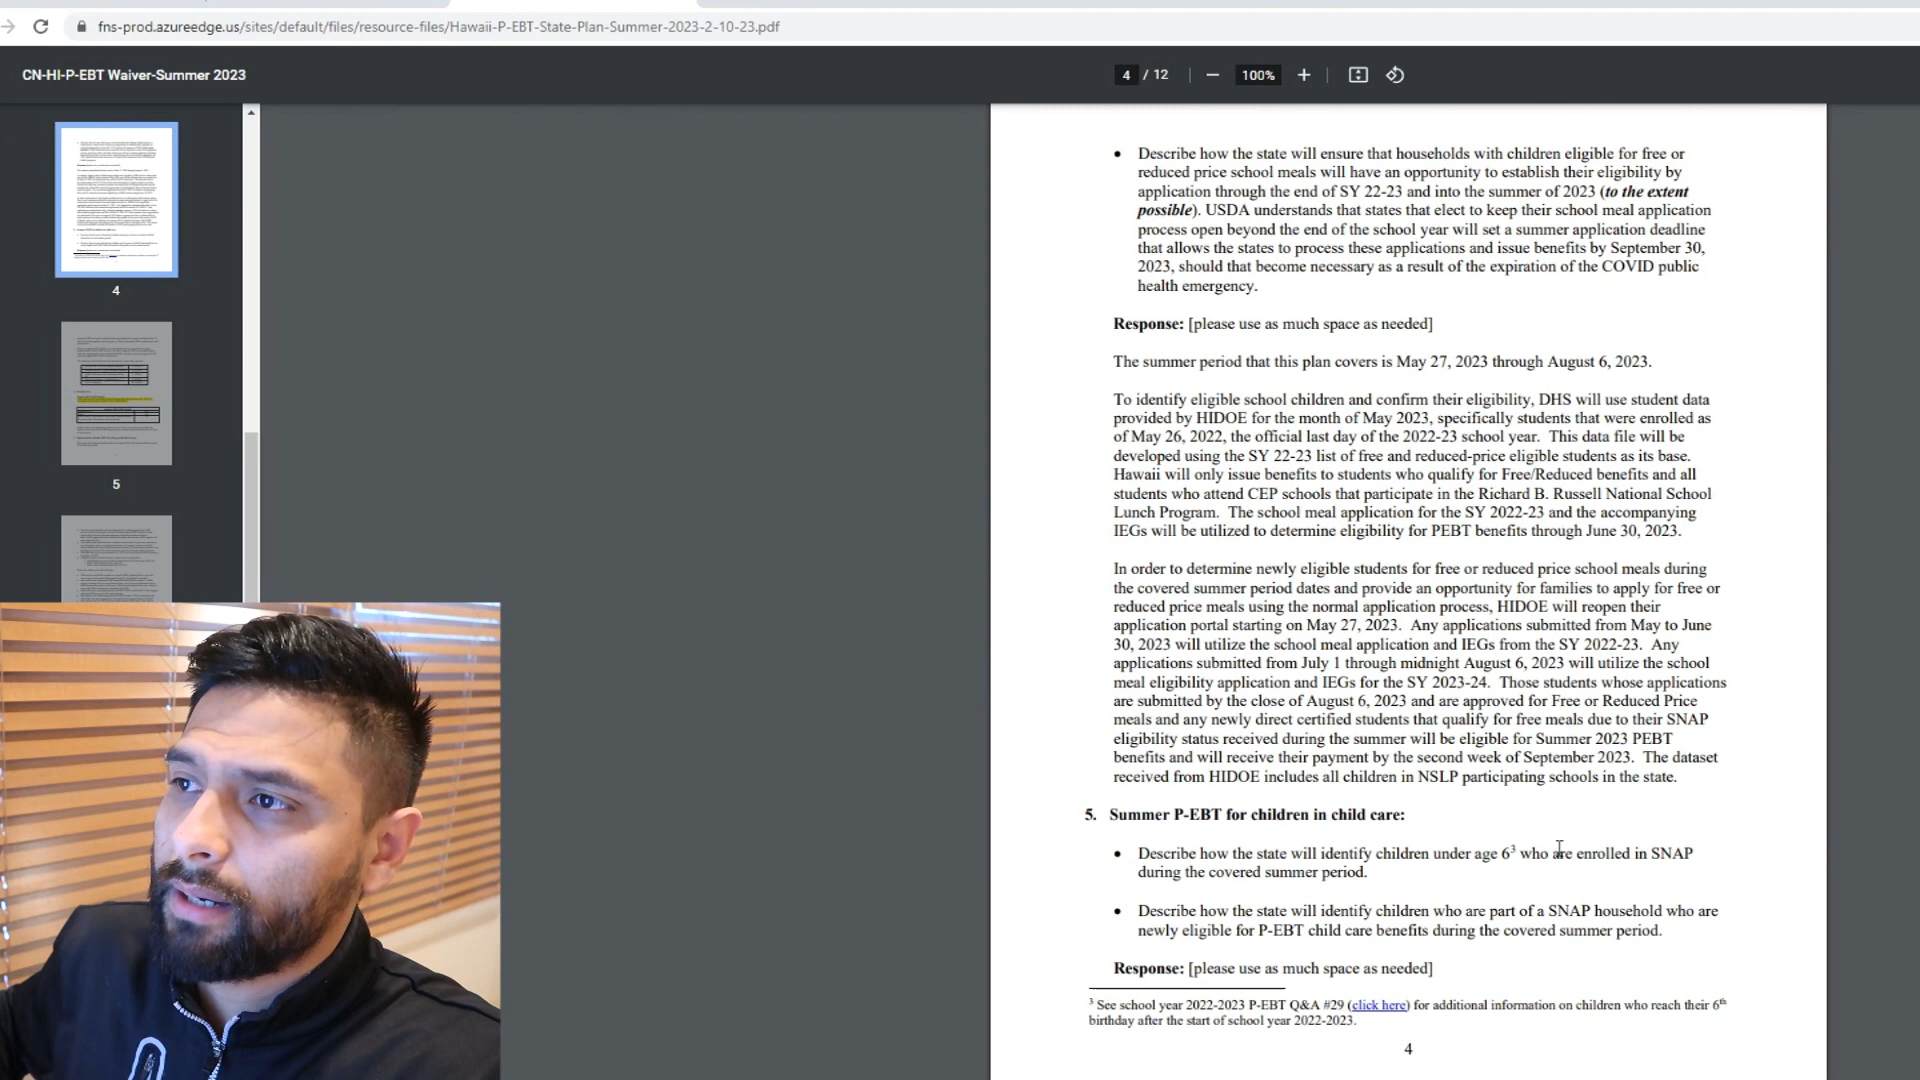 fns-prod.azureedge.us/sites/default/files/resource-files/Hawaii-P-EBT-State-Plan-Summer-2023-2-10-23.pdf
CN-HI-P-EBT Waiver-Summer 2023
4 / 12
100%
4
5
• Describe how the state will ensure that households with children eligible for free or
reduced price school meals will have an opportunity to establish their eligibility by
application through the end of SY 22-23 and into the summer of 2023 (to the extent
possible). USDA understands that states that elect to keep their school meal application
process open beyond the end of the school year will set a summer application deadline
that allows the states to process these applications and issue benefits by September 30,
2023, should that become necessary as a result of the expiration of the COVID public
health emergency.
Response: [please use as much space as needed]
The summer period that this plan covers is May 27, 2023 through August 6, 2023.
To identify eligible school children and confirm their eligibility, DHS will use student data
provided by HIDOE for the month of May 2023, specifically students that were enrolled as
of May 26, 2022, the official last day of the 2022-23 school year. This data file will be
developed using the SY 22-23 list of free and reduced-price eligible students as its base.
Hawaii will only issue benefits to students who qualify for Free/Reduced benefits and all
students who attend CEP schools that participate in the Richard B. Russell National School
Lunch Program. The school meal application for the SY 2022-23 and the accompanying
IEGs will be utilized to determine eligibility for PEBT benefits through June 30, 2023.
In order to determine newly eligible students for free or reduced price school meals during
the covered summer period dates and provide an opportunity for families to apply for free or
reduced price meals using the normal application process, HIDOE will reopen their
application portal starting on May 27, 2023. Any applications submitted from May to June
30, 2023 will utilize the school meal application and IEGs from the SY 2022-23. Any
applications submitted from July 1 through midnight August 6, 2023 will utilize the school
meal eligibility application and IEGs for the SY 2023-24. Those students whose applications
are submitted by the close of August 6, 2023 and are approved for Free or Reduced Price
meals and any newly direct certified students that qualify for free meals due to their SNAP
eligibility status received during the summer will be eligible for Summer 2023 PEBT
benefits and will receive their payment by the second week of September 2023. The dataset
received from HIDOE includes all children in NSLP participating schools in the state.
5. Summer P-EBT for children in child care:
• Describe how the state will identify children under age 6³ who are enrolled in SNAP
during the covered summer period.
• Describe how the state will identify children who are part of a SNAP household who are
newly eligible for P-EBT child care benefits during the covered summer period.
Response: [please use as much space as needed]
³ See school year 2022-2023 P-EBT Q&A #29 (click here) for additional information on children who reach their 6th
birthday after the start of school year 2022-2023.
4